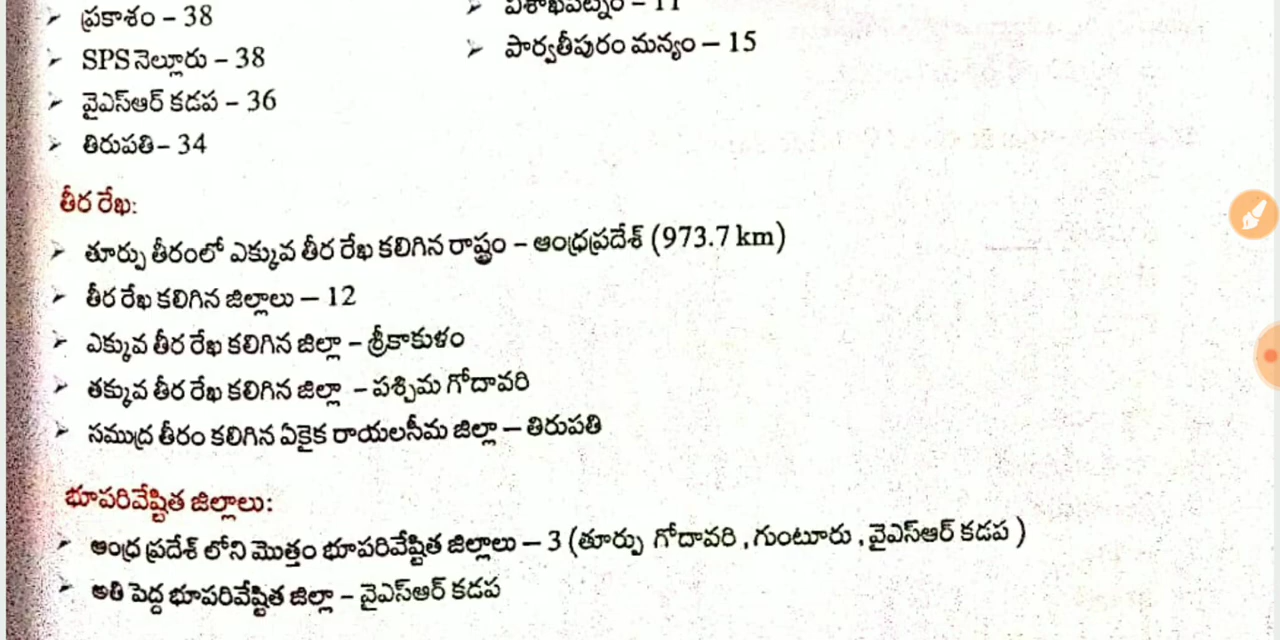 ప్రకాశం – 38
SPS నెల్లూరు – 38
వైఎస్ఆర్ కడప – 36
తిరుపతి – 34
విశాఖపట్నం – 11
పార్వతీపురం మన్యం – 15
తీర రేఖ:
తూర్పు తీరంలో ఎక్కువ తీర రేఖ కలిగిన రాష్ట్రం – ఆంధ్రప్రదేశ్ (973.7 km)
తీర రేఖ కలిగిన జిల్లాలు – 12
ఎక్కువ తీర రేఖ కలిగిన జిల్లా – శ్రీకాకుళం
తక్కువ తీర రేఖ కలిగిన జిల్లా – పశ్చిమ గోదావరి
సముద్ర తీరం కలిగిన ఏకైక రాయలసీమ జిల్లా – తిరుపతి
భూపరివేష్టిత జిల్లాలు:
ఆంధ్ర ప్రదేశ్ లోని మొత్తం భూపరివేష్టిత జిల్లాలు – 3 (తూర్పు గోదావరి , గుంటూరు , వైఎస్ఆర్ కడప )
అతి పెద్ద భూపరివేష్టిత జిల్లా – వైఎస్ఆర్ కడప